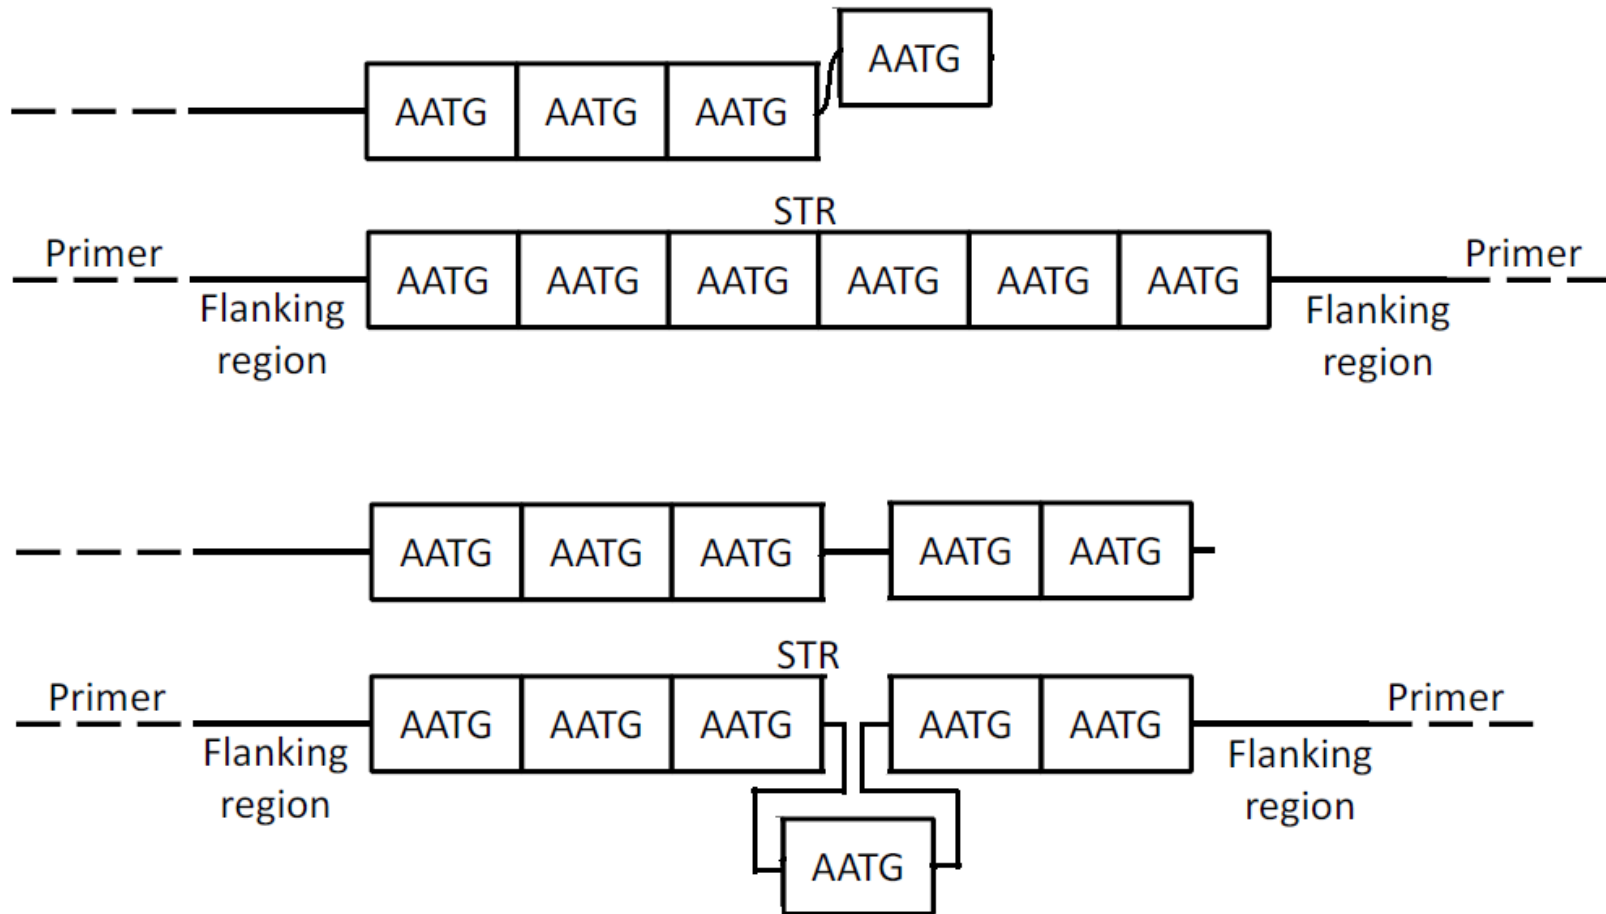 AATG
AATG AATG AATG
STR
Primer Primer
AATG AATG AATG AATG AATG AATG
Flanking Flanking
region region
AATG AATG AATG AATG AATG
STR
Primer Primer
AATG AATG AATG AATG AATG
Flanking Flanking
region region
AATG